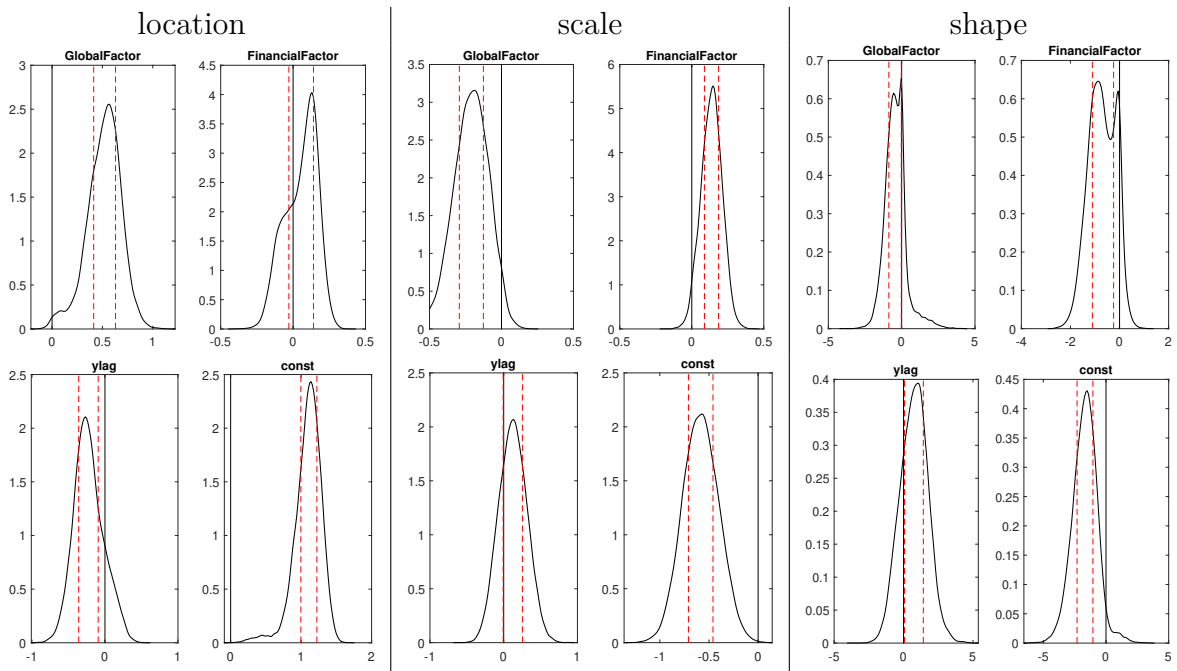 location scale shape
GlobalFactor FinancialFactor GlobalFactor FinancialFactor GlobalFactor FinancialFactor
3 4.5 3.5 6 0.7 0.7
2.5 4 3 5 0.6 0.6
2 3.5 2.5 4 0.5 0.5
1.5 3 2 3 0.4 0.4
1 2.5 1.5 2 0.3 0.3
0.5 2 1 1 0.2 0.2
0 1.5 0.5 0 0.1 0.1
1 0 0 0
0.5
0
0 0.5 1 -0.5 0 0.5 -0.5 0 0.5 -0.5 0 0.5 -5 0 5 -4 -2 0 2
ylag const ylag const ylag const
2.5 2.5 2.5 2.5 0.4 0.45
2 2 2 2 0.35 0.4
1.5 1.5 1.5 1.5 0.3 0.35
1 1 1 1 0.25 0.3
0.5 0.5 0.5 0.5 0.2 0.25
0 0 0 0 0.15 0.2
0.1 0.15
0.05 0.1
0 0.05
0
-1 0 1 0 1 2 -1 0 1 -1 -0.5 0 -5 0 5 -5 0 5